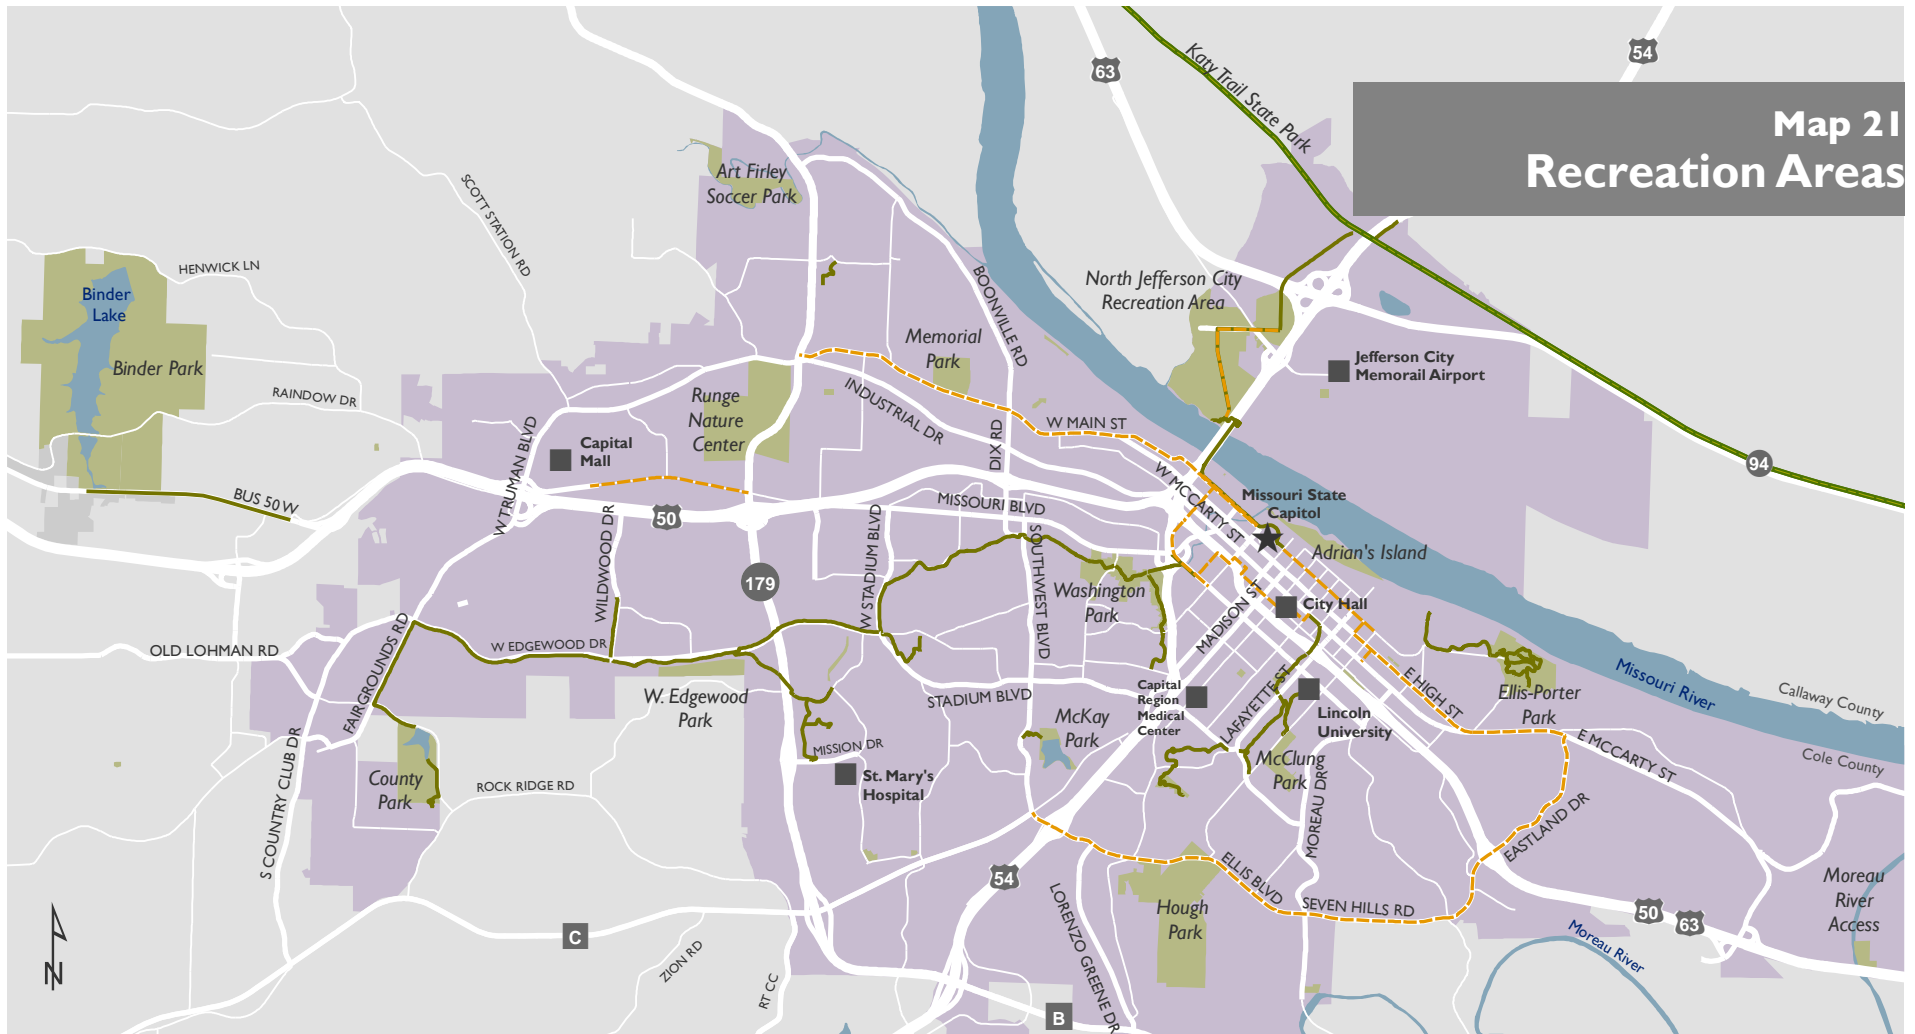 Map 21
Recreation Areas
63
54
Katy Trail State Park
Art Firley
Soccer Park
SCOTT STATION RD
HENWICK LN
Binder
Lake
Binder Park
RAINDOW DR
BOONVILLE RD
North Jefferson City
Recreation Area
Memorial
Park
Jefferson City
Memorail Airport
Runge
Nature
Center
INDUSTRIAL DR
W MAIN ST
DIX RD
W TRUMAN BLVD
Capital
Mall
94
BUS 50 W
50
MISSOURI BLVD
W MCCARTY ST
Missouri State
Capitol
Adrian's Island
WILDWOOD DR
179
W STADIUM BLVD
SOUTHWEST BLVD
Washington
Park
MADISON ST
City Hall
OLD LOHMAN RD
FAIRGROUNDS RD
W EDGEWOOD DR
W. Edgewood
Park
STADIUM BLVD
Capital
Region
Medical
Center
LAFAYETTE ST
Lincoln
University
E HIGH ST
Ellis-Porter
Park
Missouri River
Callaway County
Cole County
McKay
Park
McClung
Park
E MCCARTY ST
S COUNTRY CLUB DR
County
Park
ROCK RIDGE RD
MISSION DR
St. Mary's
Hospital
MOREAU DR
EASTLAND DR
54
ELLIS BLVD
SEVEN HILLS RD
LORENZO GREENE DR
Hough
Park
50
63
Moreau
River
Access
Moreau River
N
C
ZION RD
RT CC
B